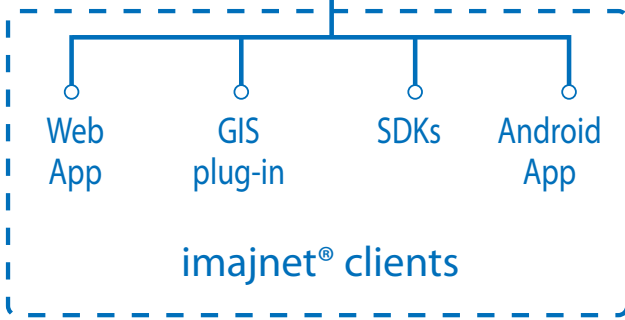 Web App
GIS plug-in
SDKs
Android App
imajnet® clients